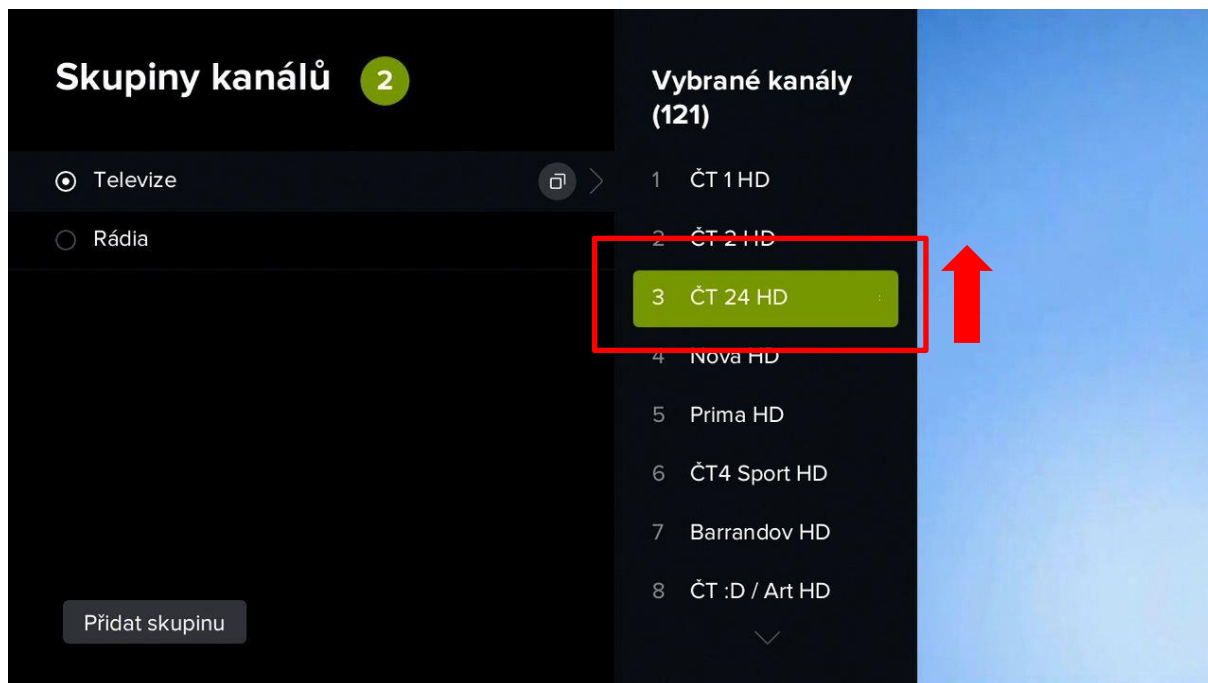 Skupiny kanálů 2
Televize
Rádia
Přidat skupinu
Vybrané kanály
(121)
1 ČT 1 HD
2 ČT 2 HD
3 ČT 24 HD
4 Nova HD
5 Prima HD
6 ČT4 Sport HD
7 Barrandov HD
8 ČT :D / Art HD